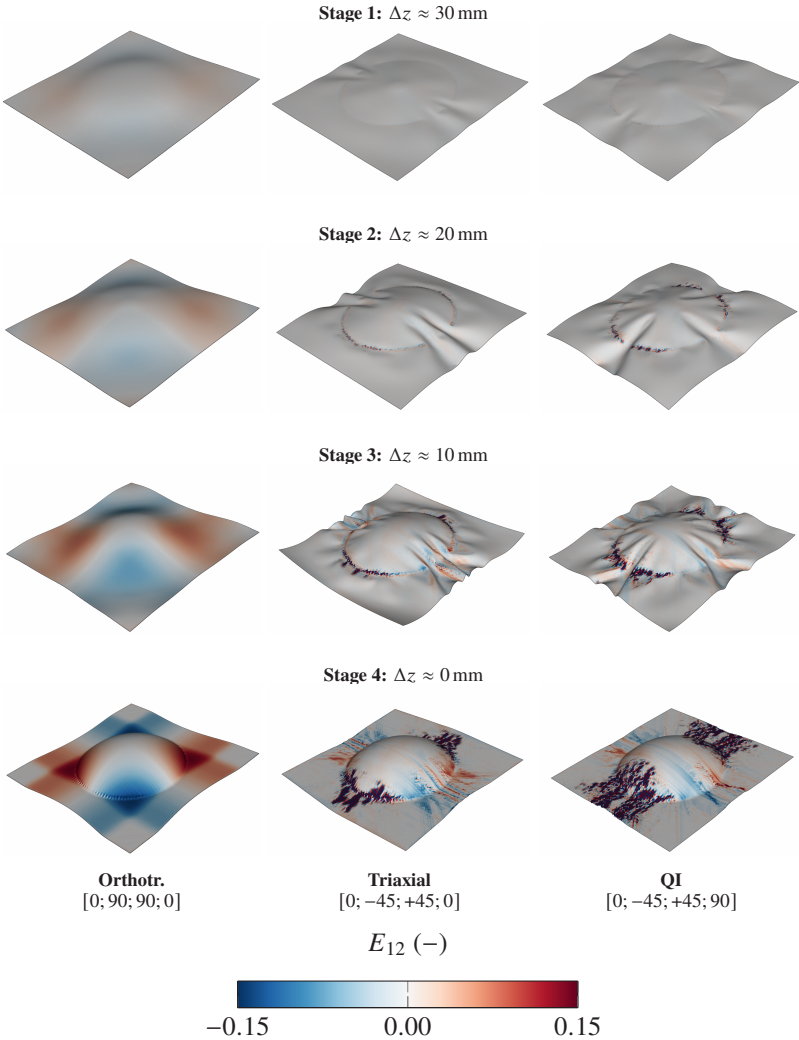 Stage 1: Δz ≈ 30 mm
Stage 2: Δz ≈ 20 mm
Stage 3: Δz ≈ 10 mm
Stage 4: Δz ≈ 0 mm
Orthotr. Triaxial QI
[0; 90; 90; 0] [0; −45; +45; 0] [0; −45; +45; 90]
E₁₂ (−)
−0.15 0.00 0.15